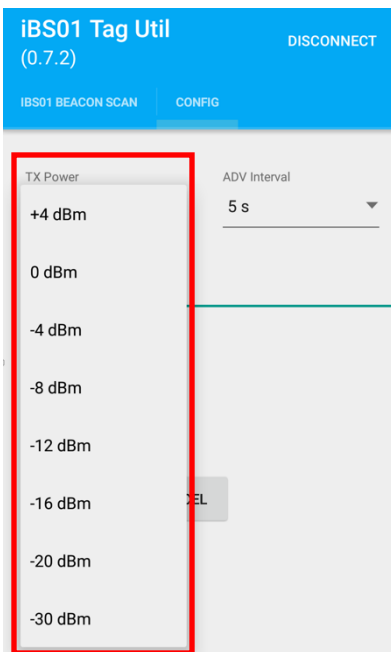 iBS01 Tag Util
(0.7.2)
DISCONNECT
IBS01 BEACON SCAN
CONFIG
TX Power
ADV Interval
+4 dBm
5 s
0 dBm
-4 dBm
-8 dBm
-12 dBm
-16 dBm
-20 dBm
-30 dBm